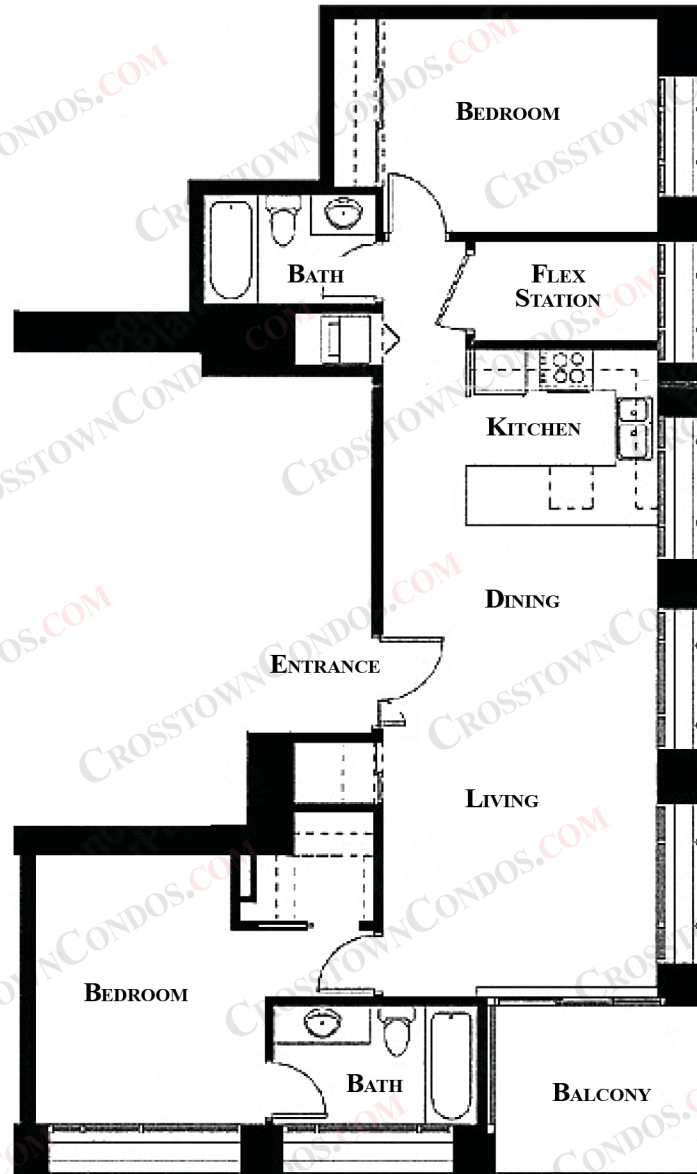 BEDROOM
BATH
FLEX
STATION
KITCHEN
DINING
ENTRANCE
LIVING
BEDROOM
BATH
BALCONY
CROSSTOWNCONDOS.COM